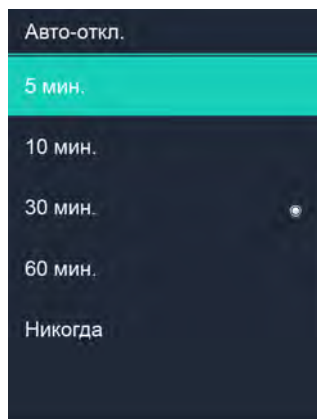 Авто-откл.
5 мин.
10 мин.
30 мин.
60 мин.
Никогда